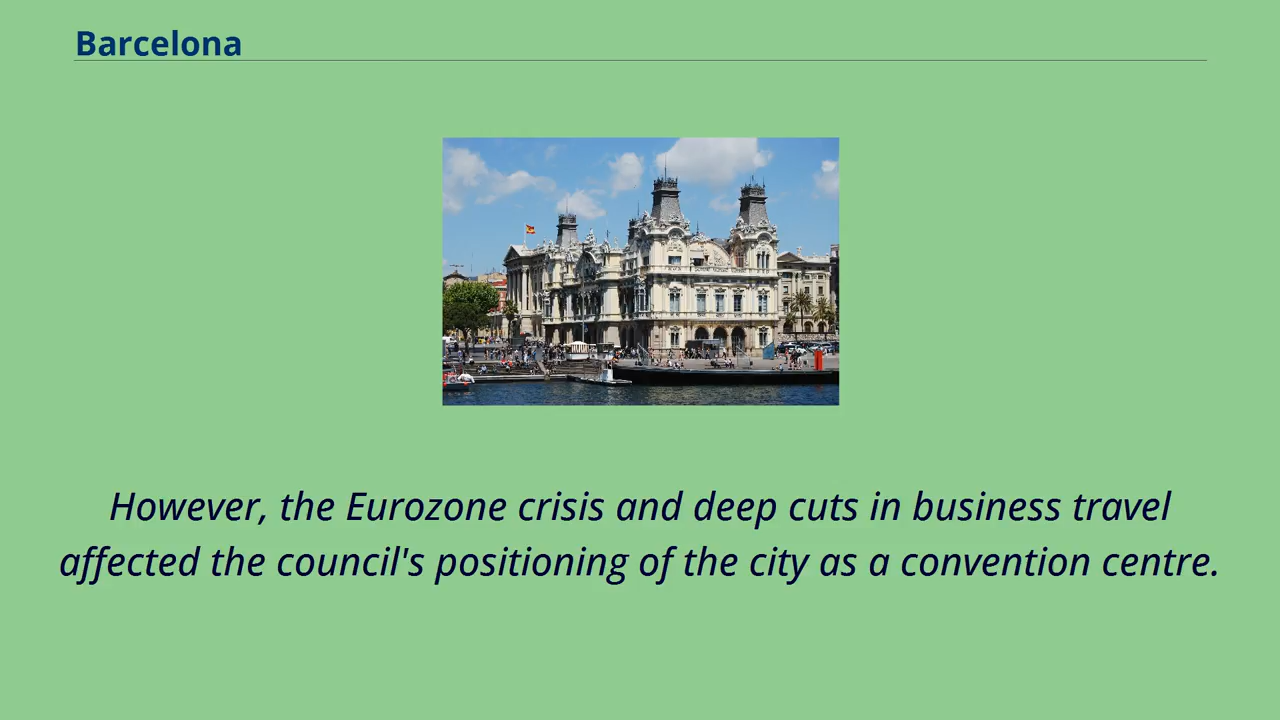 Barcelona
However, the Eurozone crisis and deep cuts in business travel
affected the council's positioning of the city as a convention centre.